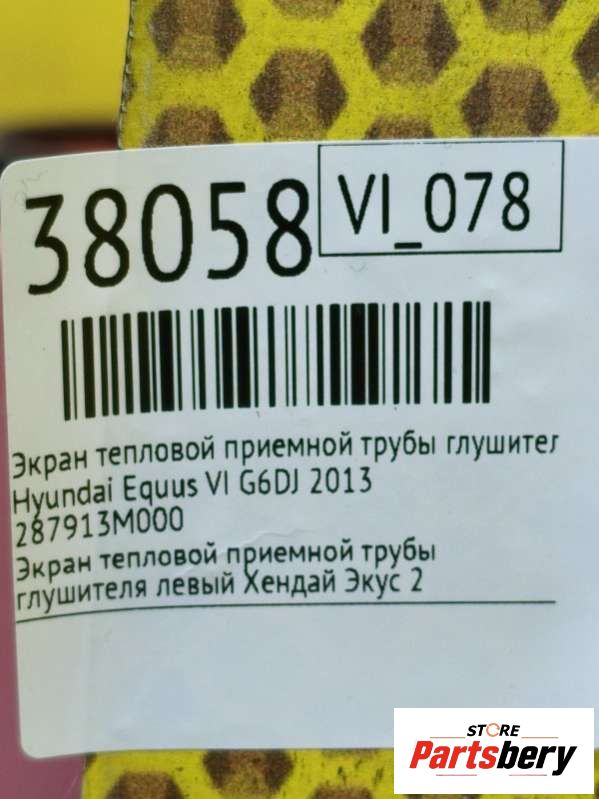 38058
VI_078
Экран тепловой приемной трубы глушител
Hyundai Equus VI G6DJ 2013
287913M000
Экран тепловой приемной трубы
глушителя левый Хендай Экус 2
STORE
Partsbery